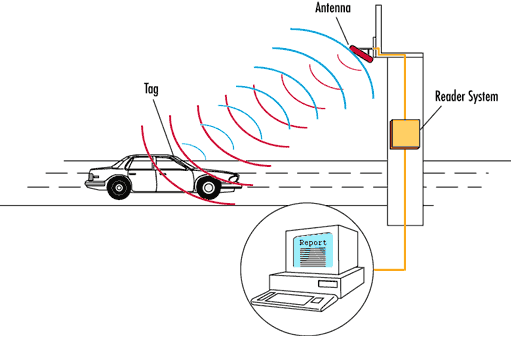 Antenna
Tag
Reader System
Report